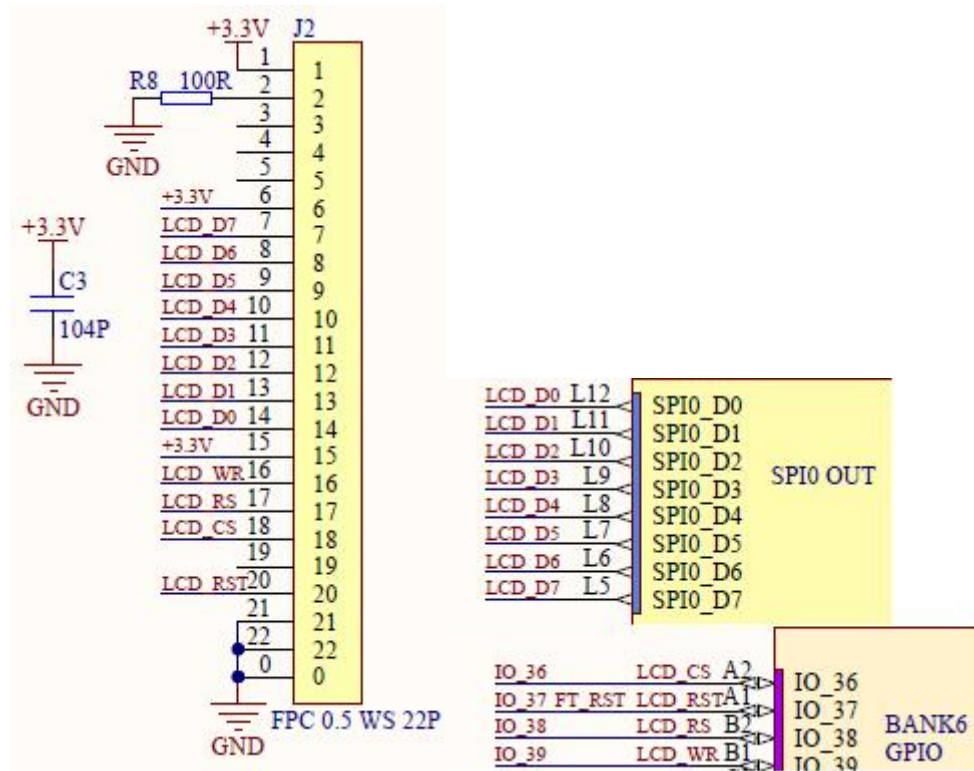 +3.3V J2
1 1
R8 100R 2 2
3 3
GND 4 4
5 5
+3.3V 6 6
LCD_D7 7 7
LCD_D6 8 8
LCD_D5 9 9
LCD_D4 10 10
LCD_D3 11 11
LCD_D2 12 12
LCD_D1 13 13
LCD_D0 14 14
+3.3V 15 15
LCD_WR 16 16
LCD_RS 17 17
LCD_CS 18 18
19 19
LCD_RST 20 20
21 21
22 22
0 0
GND
FPC 0.5 WS 22P
+3.3V
C3
104P
GND
LCD_D0 L12 SPI0_D0
LCD_D1 L11 SPI0_D1
LCD_D2 L10 SPI0_D2
LCD_D3 L9 SPI0_D3
LCD_D4 L8 SPI0_D4
LCD_D5 L7 SPI0_D5
LCD_D6 L6 SPI0_D6
LCD_D7 L5 SPI0_D7
SPI0 OUT
IO_36 LCD_CS A2 IO_36
IO_37 FT_RST LCD_RST A1 IO_37
IO_38 LCD_RS B2 IO_38
IO_39 LCD_WR B1 IO_39
BANK6
GPIO